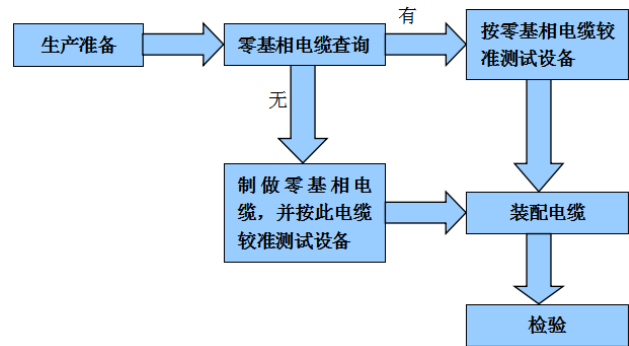 生产准备
零基相电缆查询
有
按零基相电缆较
准测试设备
无
制做零基相电
缆，并按此电缆
较准测试设备
装配电缆
检验